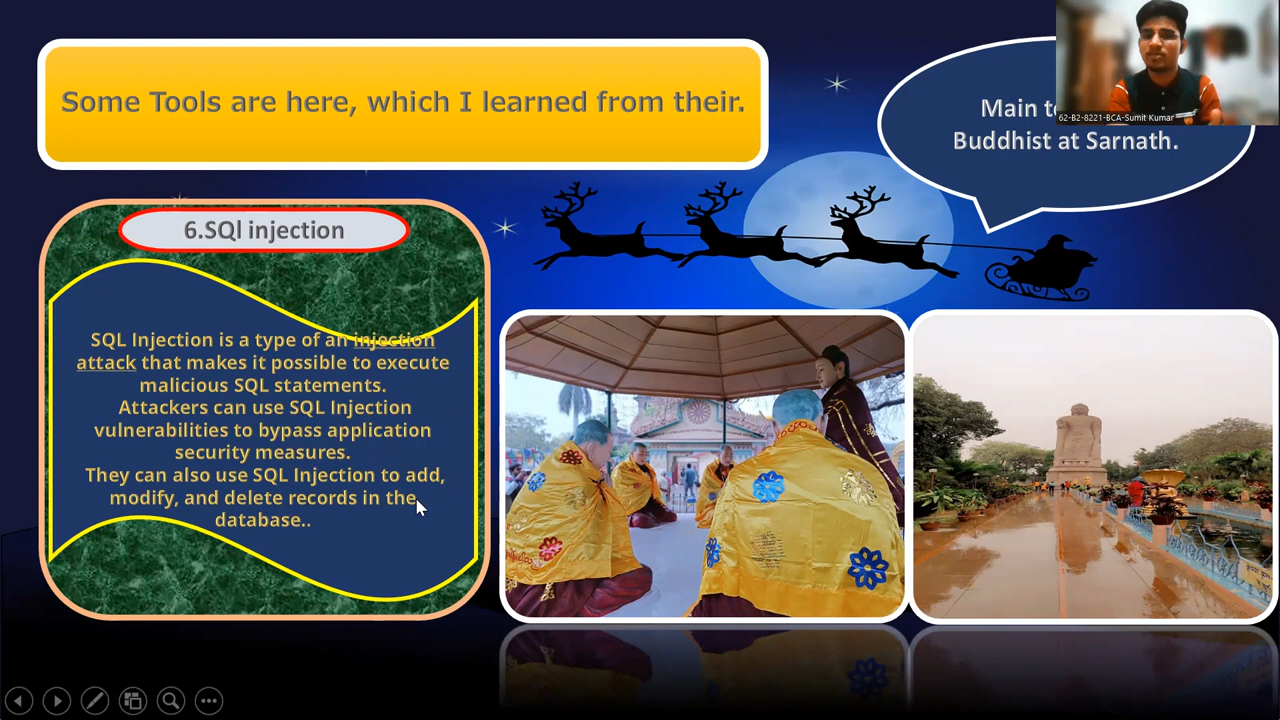 Some Tools are here, which I learned from their.
Main
Buddhist at Sarnath.
62-B2-8221-BCA-Sumit Kumar
6.SQl injection
SQL Injection is a type of an injection
attack that makes it possible to execute
malicious SQL statements.
Attackers can use SQL Injection
vulnerabilities to bypass application
security measures.
They can also use SQL Injection to add,
modify, and delete records in the
database..